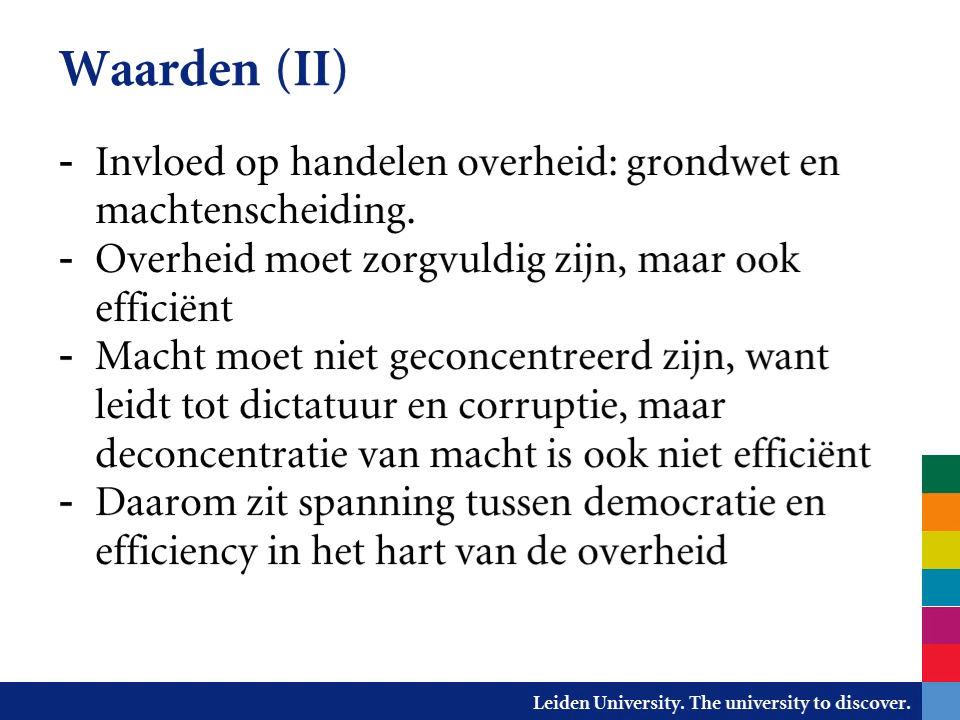 Waarden (II)
- Invloed op handelen overheid: grondwet en
machtenscheiding.
- Overheid moet zorgvuldig zijn, maar ook
efficiënt
- Macht moet niet geconcentreerd zijn, want
leidt tot dictatuur en corruptie, maar
deconcentratie van macht is ook niet efficiënt
- Daarom zit spanning tussen democratie en
efficiency in het hart van de overheid
Leiden University. The university to discover.